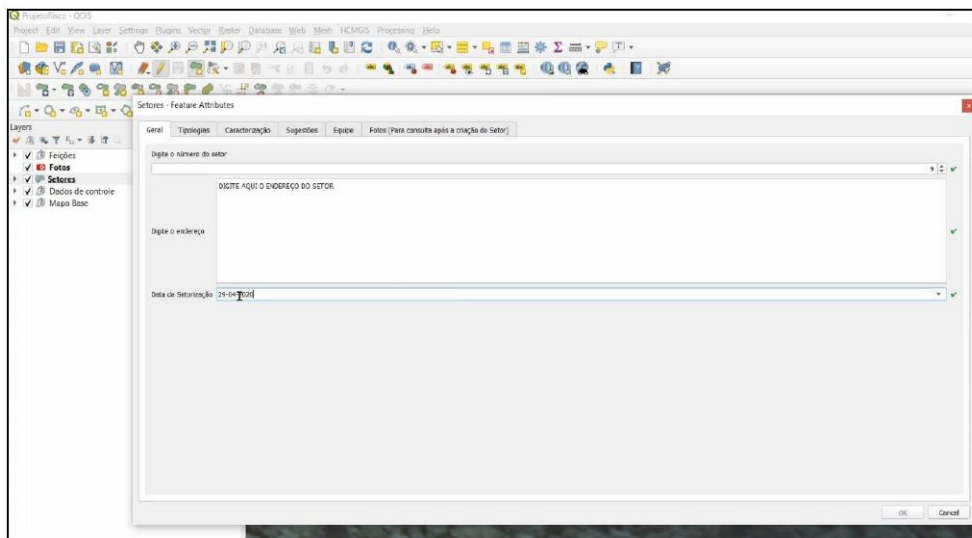 ProjetoRisco - QGIS
Project Edit View Layer Settings Plugins Vector Raster Database Web Mesh HCMGIS Processing Help
Setores - Feature Attributes
Layers
Geral Tipologias Caracterização Sugestões Equipe Fotos (Para consulta após a criação do Setor)
Feições
Fotos
Setores
Dados de controle
Mapa Base
Digite o número do setor
9
DIGITE AQUI O ENDEREÇO DO SETOR
Digite o endereço
Data da Setorização 29-04-2020
OK Cancel